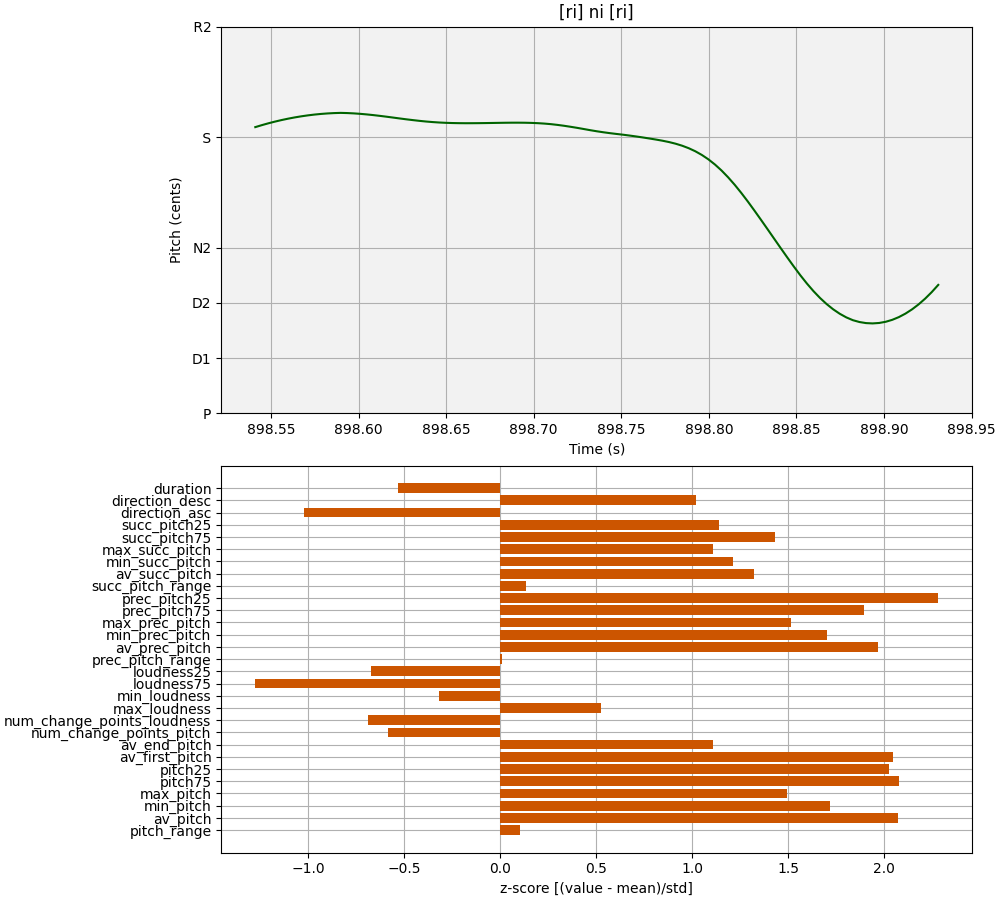 [ri] ni [ri]
R2
S
N2
D2
D1
P
Pitch (cents)
898.55 898.60 898.65 898.70 898.75 898.80 898.85 898.90 898.95
Time (s)
duration
direction_desc
direction_asc
succ_pitch25
succ_pitch75
max_succ_pitch
min_succ_pitch
av_succ_pitch
succ_pitch_range
prec_pitch25
prec_pitch75
max_prec_pitch
min_prec_pitch
av_prec_pitch
prec_pitch_range
loudness25
loudness75
min_loudness
max_loudness
num_change_points_loudness
num_change_points_pitch
av_end_pitch
av_first_pitch
pitch25
pitch75
max_pitch
min_pitch
av_pitch
pitch_range
−1.0 −0.5 0.0 0.5 1.0 1.5 2.0
z-score [(value - mean)/std]